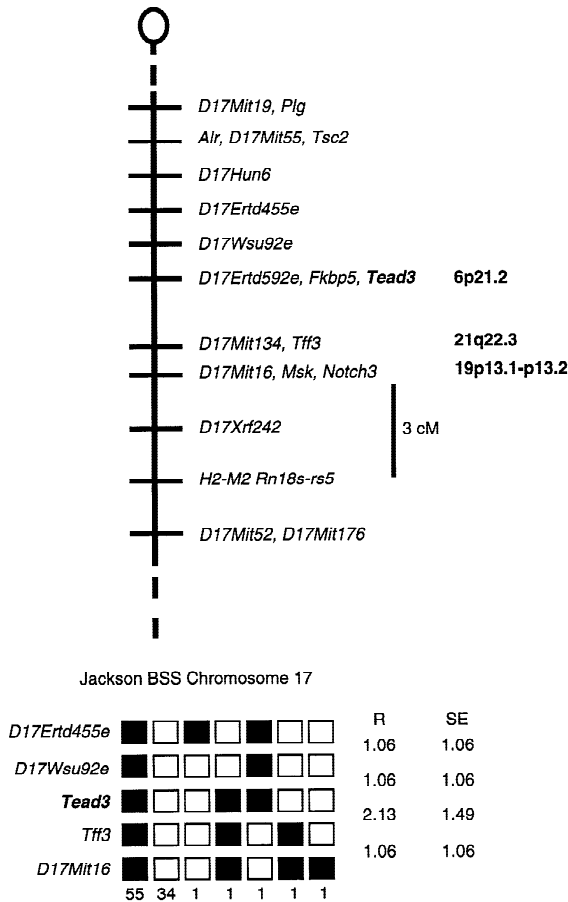 D17Mit19, Plg
Alr, D17Mit55, Tsc2
D17Hun6
D17Ertd455e
D17Wsu92e
D17Ertd592e, Fkbp5, Tead3 6p21.2
D17Mit134, Tff3 21q22.3
D17Mit16, Msk, Notch3 19p13.1-p13.2
D17Xrf242 3 cM
H2-M2 Rn18s-rs5
D17Mit52, D17Mit176
Jackson BSS Chromosome 17
R SE
D17Ertd455e
1.06 1.06
D17Wsu92e
1.06 1.06
Tead3
2.13 1.49
Tff3
1.06 1.06
D17Mit16
55 34 1 1 1 1 1